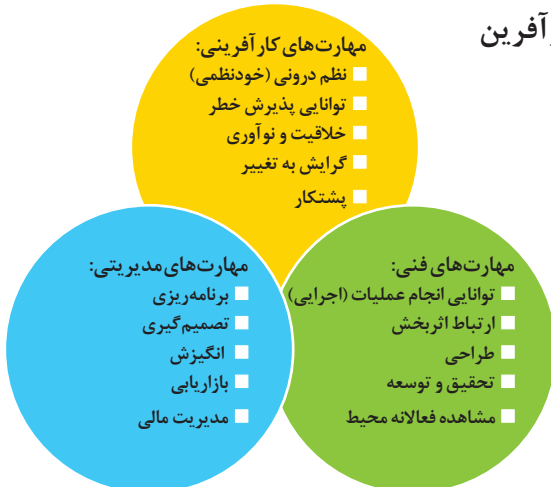 مهارت‌های کارآفرینی:
نظم درونی (خودنظمی)
توانایی پذیرش خطر
خلاقیت و نوآوری
گرایش به تغییر
پشتکار
مهارت‌های فنی:
توانایی انجام عملیات (اجرایی)
ارتباط اثربخش
طراحی
تحقیق و توسعه
مشاهده فعالانه محیط
مهارت‌های مدیریتی:
برنامه‌ریزی
تصمیم‌گیری
انگیزش
بازاریابی
مدیریت مالی